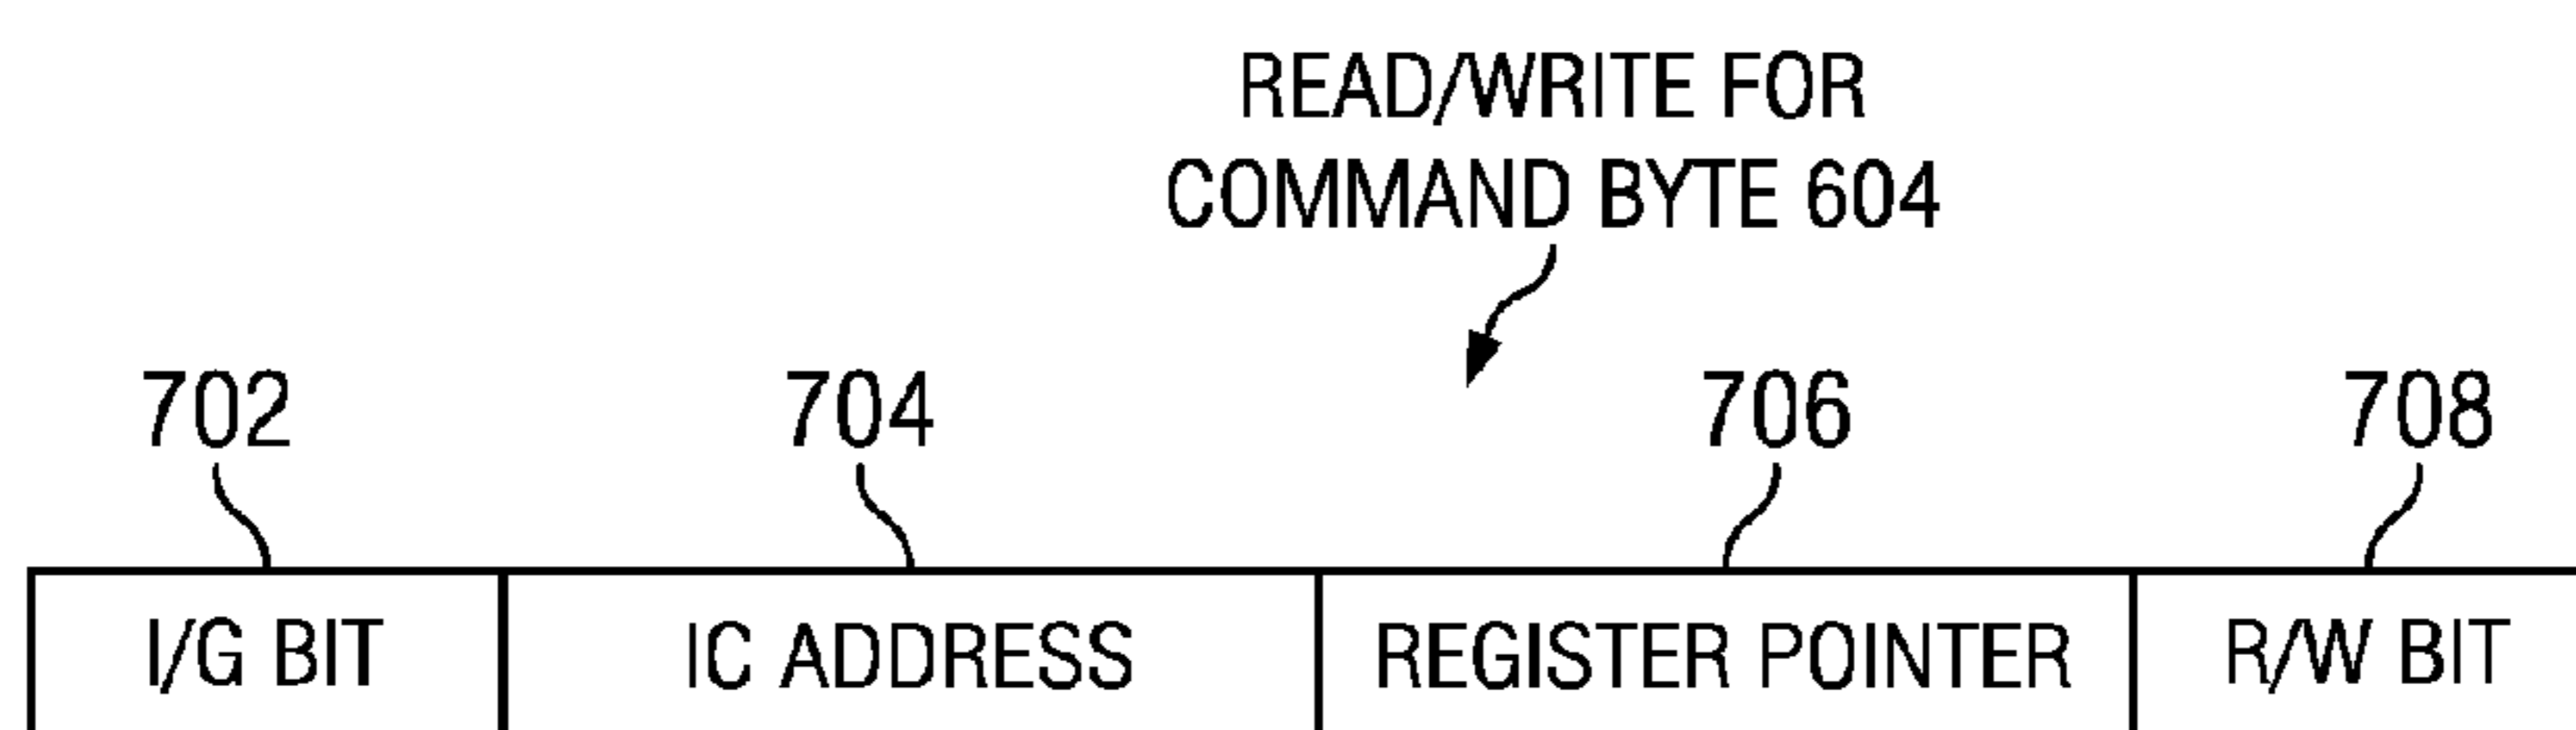 READ/WRITE FOR
COMMAND BYTE 604
702 704 706 708
I/G BIT IC ADDRESS REGISTER POINTER R/W BIT